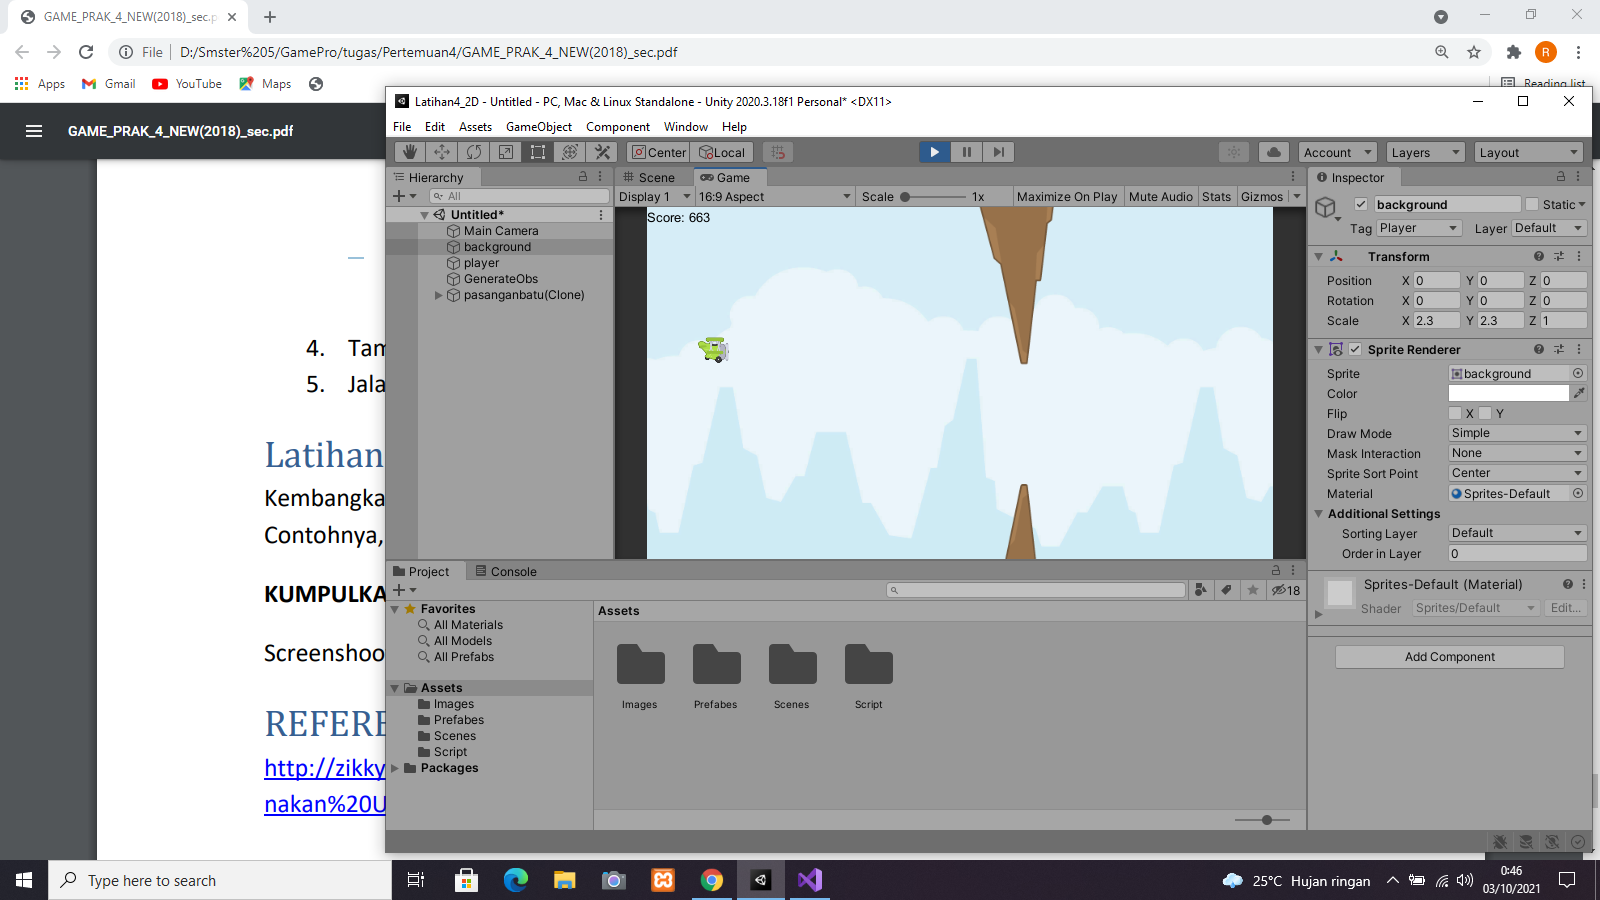 GAME_PRAK_4_NEW(2018)_sec.p
File D:/Smster%205/GamePro/tugas/Pertemuan4/GAME_PRAK_4_NEW(2018)_sec.pdf
R
Apps Gmail YouTube Maps Reading list
GAME_PRAK_4_NEW(2018)_sec.pdf
4. Tam
5. Jala
Latihan
Kembangka
Contohnya,
KUMPULKA
Screenshoo
REFERE
http://zikky
nakan%20U
Latihan4_2D - Untitled - PC, Mac & Linux Standalone - Unity 2020.3.18f1 Personal* <DX11>
File Edit Assets GameObject Component Window Help
Center Local Account Layers Layout
Hierarchy
All
Untitled*
Main Camera
background
player
GenerateObs
pasanganbatu(Clone)
Scene Game
Display 1 16:9 Aspect Scale 1x Maximize On Play Mute Audio Stats Gizmos
Score: 663
Inspector
background Static
Tag Player Layer Default
Transform
Position X 0 Y 0 Z 0
Rotation X 0 Y 0 Z 0
Scale X 2.3 Y 2.3 Z 1
Sprite Renderer
Sprite background
Color
Flip X Y
Draw Mode Simple
Mask Interaction None
Sprite Sort Point Center
Material Sprites-Default
Additional Settings
Sorting Layer Default
Order in Layer 0
Sprites-Default (Material)
Shader Sprites/Default Edit...
Add Component
Project Console
18
Favorites
All Materials
All Models
All Prefabs
Assets
Images
Prefabes
Scenes
Script
Packages
Assets
Images Prefabes Scenes Script
Type here to search
25°C Hujan ringan
0:46
03/10/2021